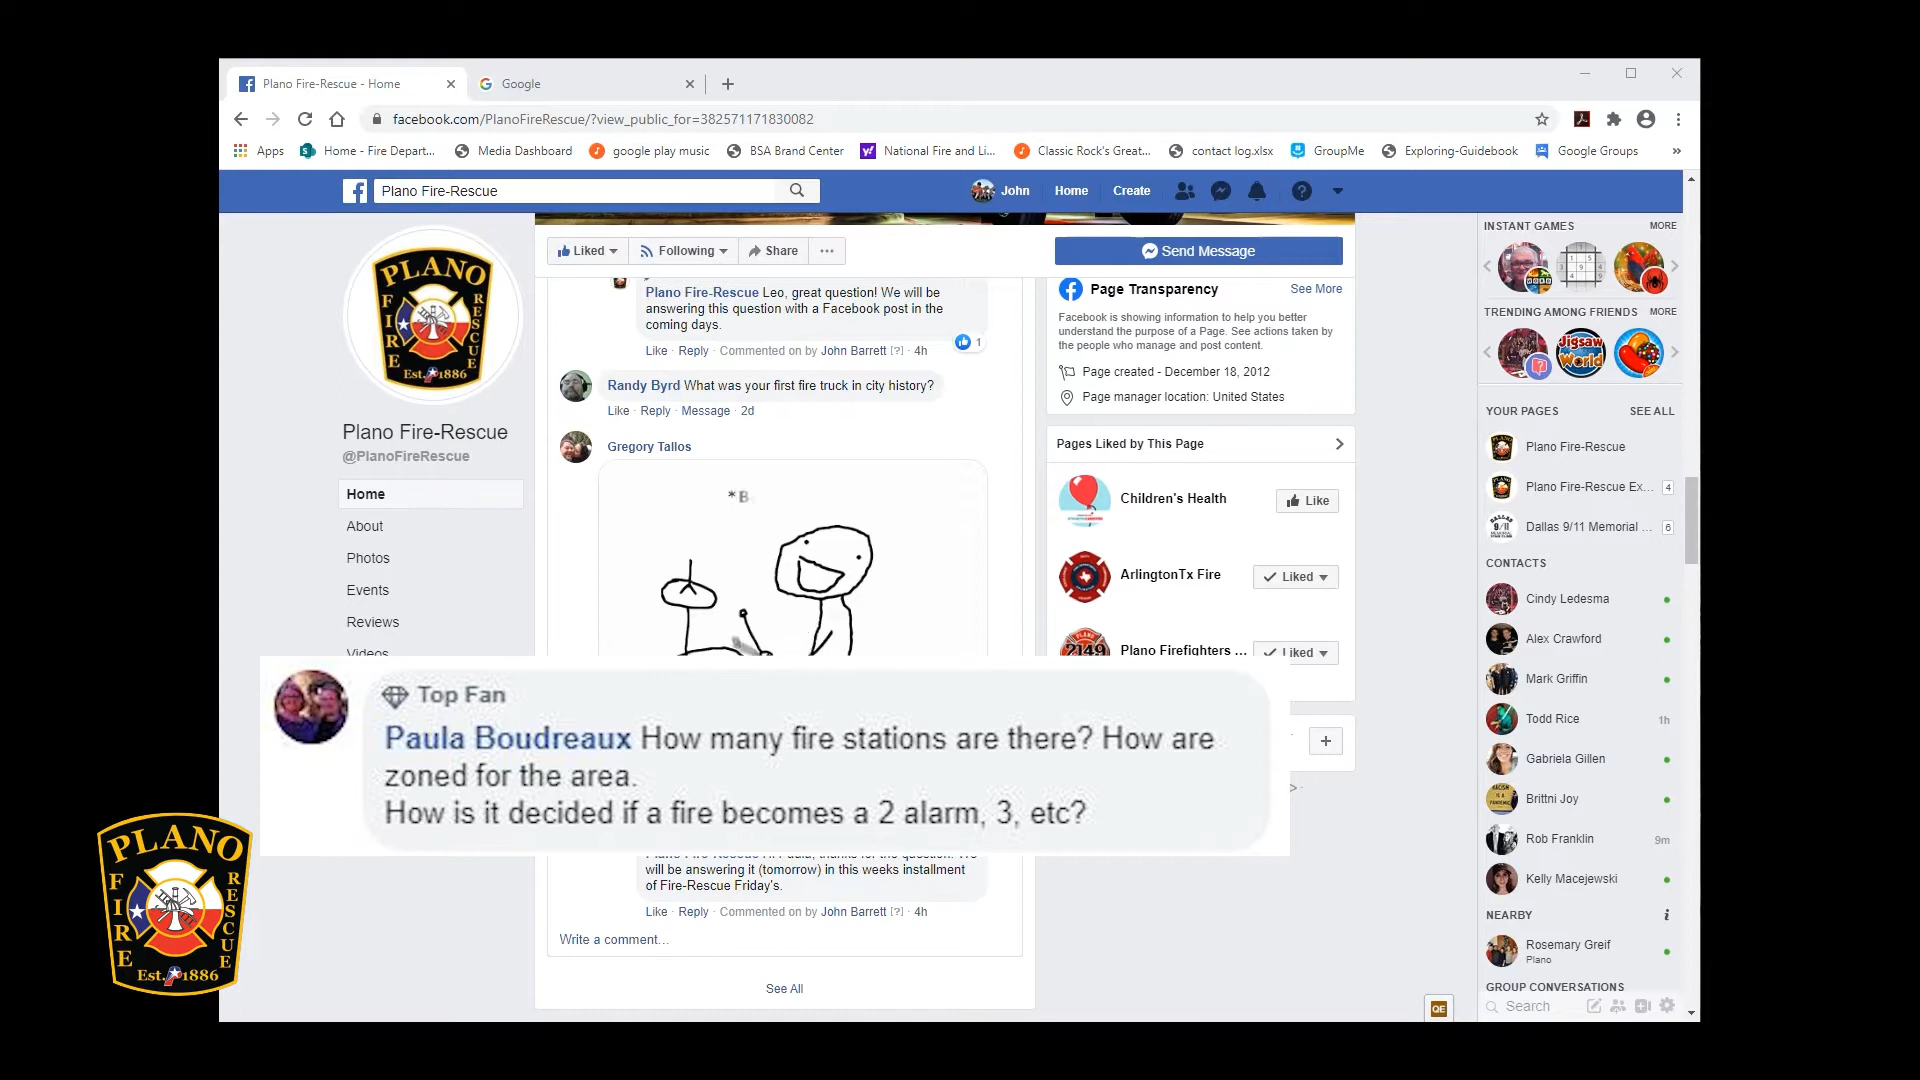 Plano Fire-Rescue - Home
Google
facebook.com/PlanoFireRescue/?view_public_for=382571171830082
Apps
Home - Fire Depart...
Media Dashboard
google play music
BSA Brand Center
National Fire and Li...
Classic Rock's Great...
contact log.xlsx
GroupMe
Exploring-Guidebook
Google Groups
»
Plano Fire-Rescue
John
Home
Create
PLANO
FIRE
RESCUE
Est. 1886
Plano Fire-Rescue
@PlanoFireRescue
Home
About
Photos
Events
Reviews
Videos
Liked
Following
Share
...
Send Message
Plano Fire-Rescue Leo, great question! We will be
answering this question with a Facebook post in the
coming days.
1
Like · Reply · Commented on by John Barrett [?] · 4h
Randy Byrd What was your first fire truck in city history?
Like · Reply · Message · 2d
Gregory Tallos
*B
Top Fan
Paula Boudreaux How many fire stations are there? How are
zoned for the area.
How is it decided if a fire becomes a 2 alarm, 3, etc?
will be answering it (tomorrow) in this weeks installment
of Fire-Rescue Friday's.
Like · Reply · Commented on by John Barrett [?] · 4h
Write a comment...
See All
Page Transparency
See More
Facebook is showing information to help you better
understand the purpose of a Page. See actions taken by
the people who manage and post content.
Page created - December 18, 2012
Page manager location: United States
Pages Liked by This Page
Children's Health
Like
ArlingtonTx Fire
Liked
2149
Plano Firefighters ...
Liked
INSTANT GAMES
MORE
TRENDING AMONG FRIENDS
MORE
Jigsaw
World
YOUR PAGES
SEE ALL
Plano Fire-Rescue
Plano Fire-Rescue Ex...
4
Dallas 9/11 Memorial ...
6
CONTACTS
Cindy Ledesma
Alex Crawford
Mark Griffin
Todd Rice
1h
Gabriela Gillen
Brittni Joy
Rob Franklin
9m
Kelly Macejewski
NEARBY
Rosemary Greif
Plano
GROUP CONVERSATIONS
Search
QE
PLANO
FIRE
RESCUE
Est. 1886